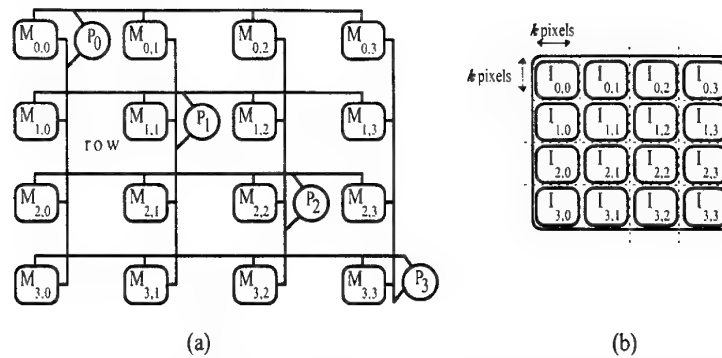 M0,0 P0 M0,1 M0,2 M0,3
M1,0 row M1,1 P1 M1,2 M1,3
M2,0 M2,1 M2,2 P2 M2,3
M3,0 M3,1 M3,2 M3,3 P3
(a)
k pixels
k pixels
I0,0 I0,1 I0,2 I0,3
I1,0 I1,1 I1,2 I1,3
I2,0 I2,1 I2,2 I2,3
I3,0 I3,1 I3,2 I3,3
(b)